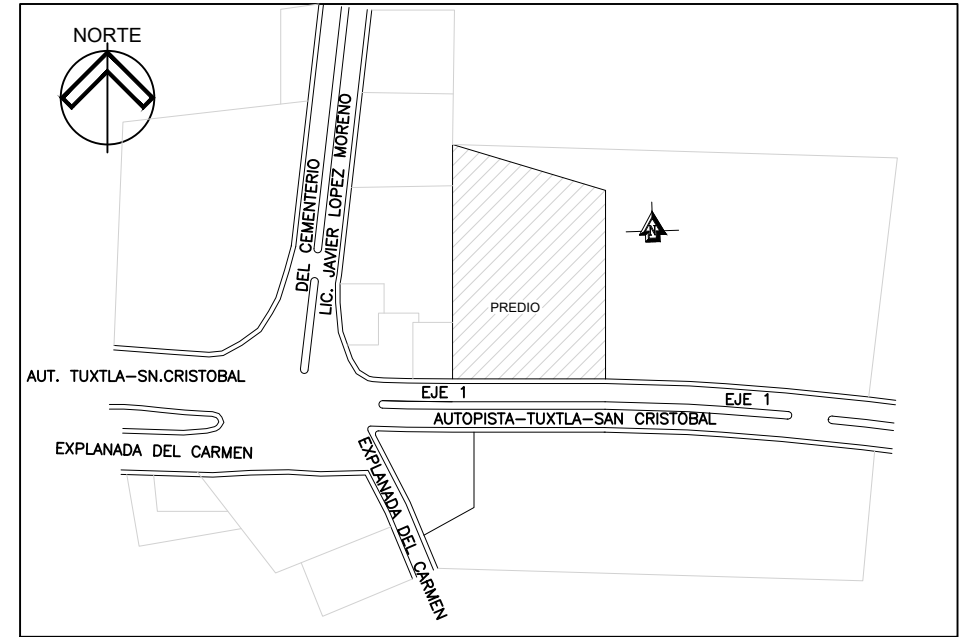 NORTE
DEL CEMENTERIO
LIC. JAVIER LOPEZ MORENO
N
PREDIO
AUT. TUXTLA-SN.CRISTOBAL
EJE 1
EJE 1
AUTOPISTA-TUXTLA-SAN CRISTOBAL
EXPLANADA DEL CARMEN
EXPLANADA DEL CARMEN